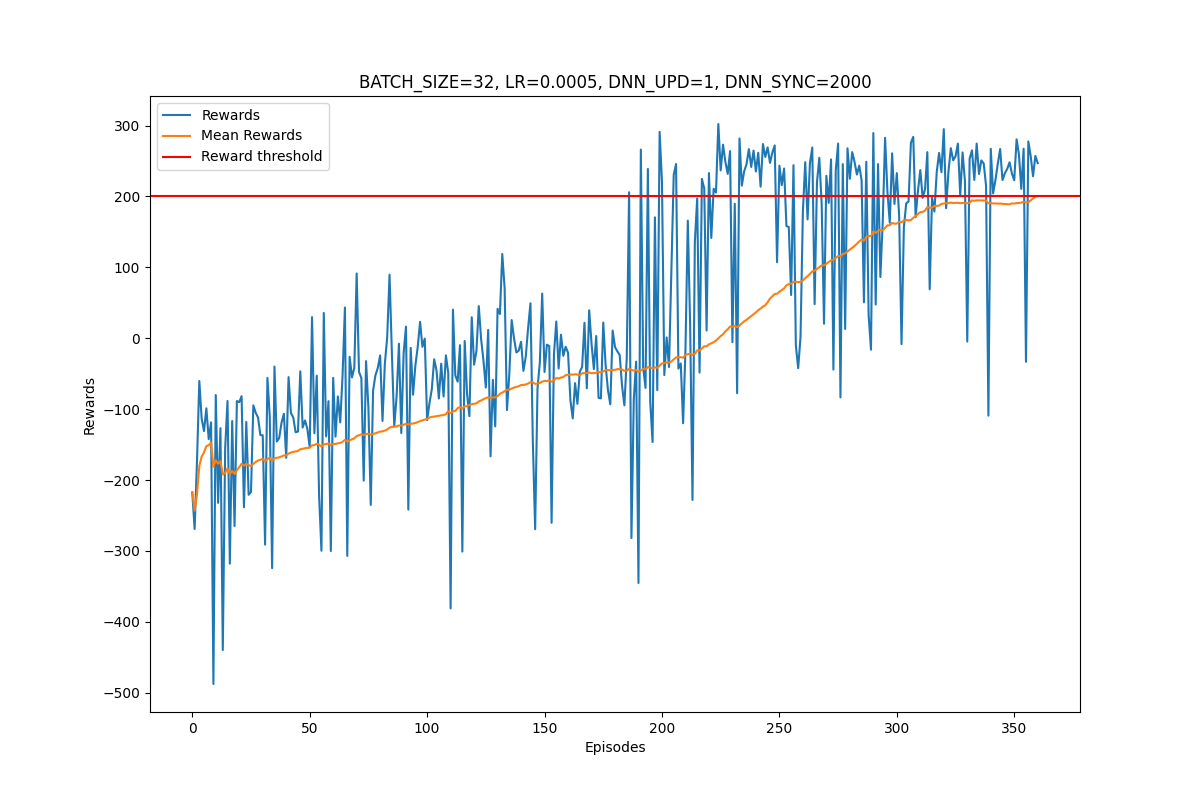 BATCH_SIZE=32, LR=0.0005, DNN_UPD=1, DNN_SYNC=2000
Rewards
Mean Rewards
Reward threshold
300
200
100
0
−100
−200
−300
−400
−500
Rewards
0 50 100 150 200 250 300 350
Episodes